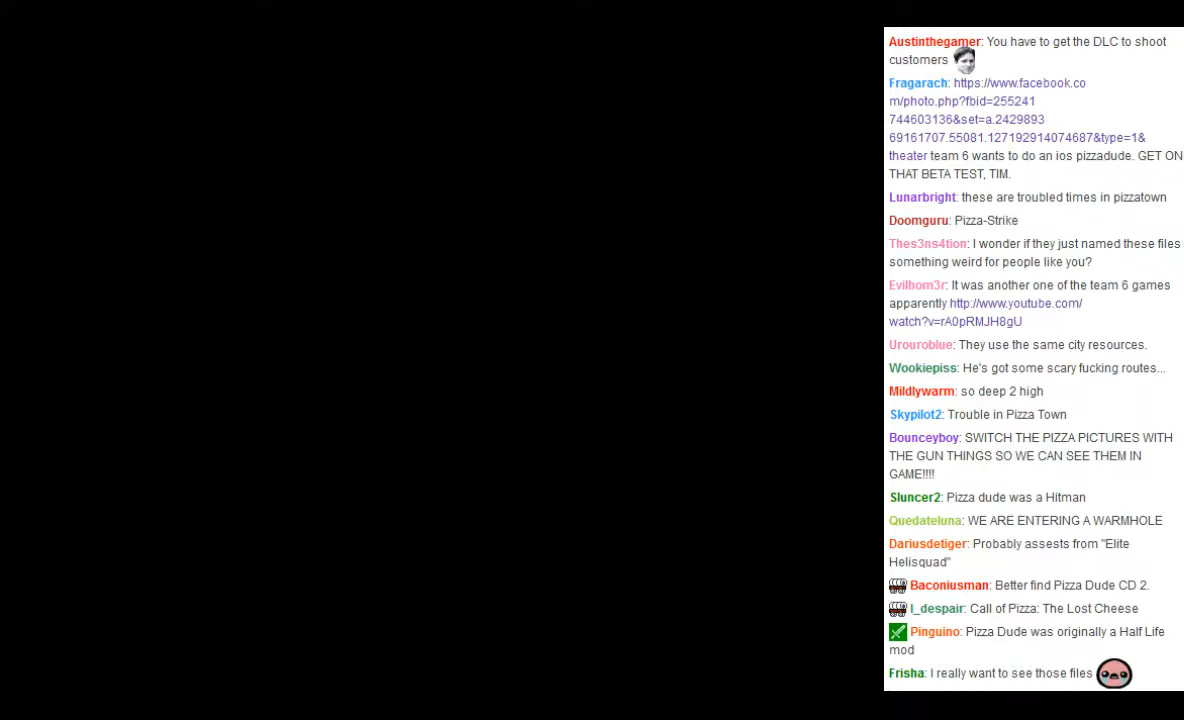 Austinthegamer: You have to get the DLC to shoot
customers
Fragarach: https://www.facebook.co
m/photo.php?fbid=255241
744603136&set=a.2429893
69161707.55081.127192914074687&type=1&
theater team 6 wants to do an ios pizzadude. GET ON
THAT BETA TEST, TIM.
Lunarbright: these are troubled times in pizzatown
Doomguru: Pizza-Strike
Thes3ns4tion: I wonder if they just named these files
something weird for people like you?
Evilhom3r: It was another one of the team 6 games
apparently http://www.youtube.com/
watch?v=rA0pRMJH8gU
Urouroblue: They use the same city resources.
Wookiepiss: He's got some scary fucking routes...
Mildlywarm: so deep 2 high
Skypilot2: Trouble in Pizza Town
Bounceyboy: SWITCH THE PIZZA PICTURES WITH
THE GUN THINGS SO WE CAN SEE THEM IN
GAME!!!!
Sluncer2: Pizza dude was a Hitman
Quedateluna: WE ARE ENTERING A WARMHOLE
Dariusdetiger: Probably assests from "Elite
Helisquad"
Baconiusman: Better find Pizza Dude CD 2.
I_despair: Call of Pizza: The Lost Cheese
Pinguino: Pizza Dude was originally a Half Life
mod
Frisha: I really want to see those files